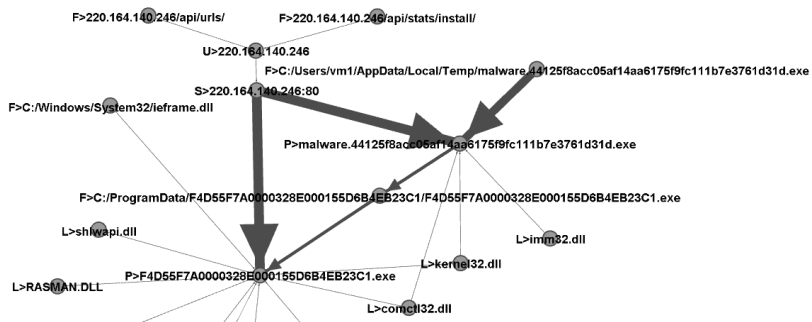 F>220.164.140.246/api/urls/
F>220.164.140.246/api/stats/install/
U>220.164.140.246
F>C:/Users/vm1/AppData/Local/Temp/malware.44125f8acc05af14aa6175f9fc111b7e3761d31d.exe
S>220.164.140.246:80
F>C:/Windows/System32/ieframe.dll
P>malware.44125f8acc05af14aa6175f9fc111b7e3761d31d.exe
F>C:/ProgramData/F4D55F7A0000328E000155D6B4EB23C1/F4D55F7A0000328E000155D6B4EB23C1.exe
L>shlwapi.dll
L>imm32.dll
L>kernel32.dll
P>F4D55F7A0000328E000155D6B4EB23C1.exe
L>RASMAN.DLL
L>comctl32.dll